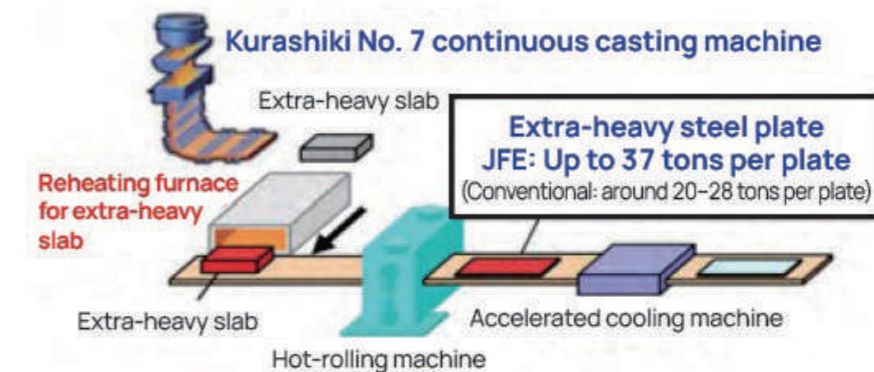 Kurashiki No. 7 continuous casting machine
Extra-heavy slab
Extra-heavy steel plate
JFE: Up to 37 tons per plate
(Conventional: around 20–28 tons per plate)
Reheating furnace
for extra-heavy
slab
Extra-heavy slab
Accelerated cooling machine
Hot-rolling machine